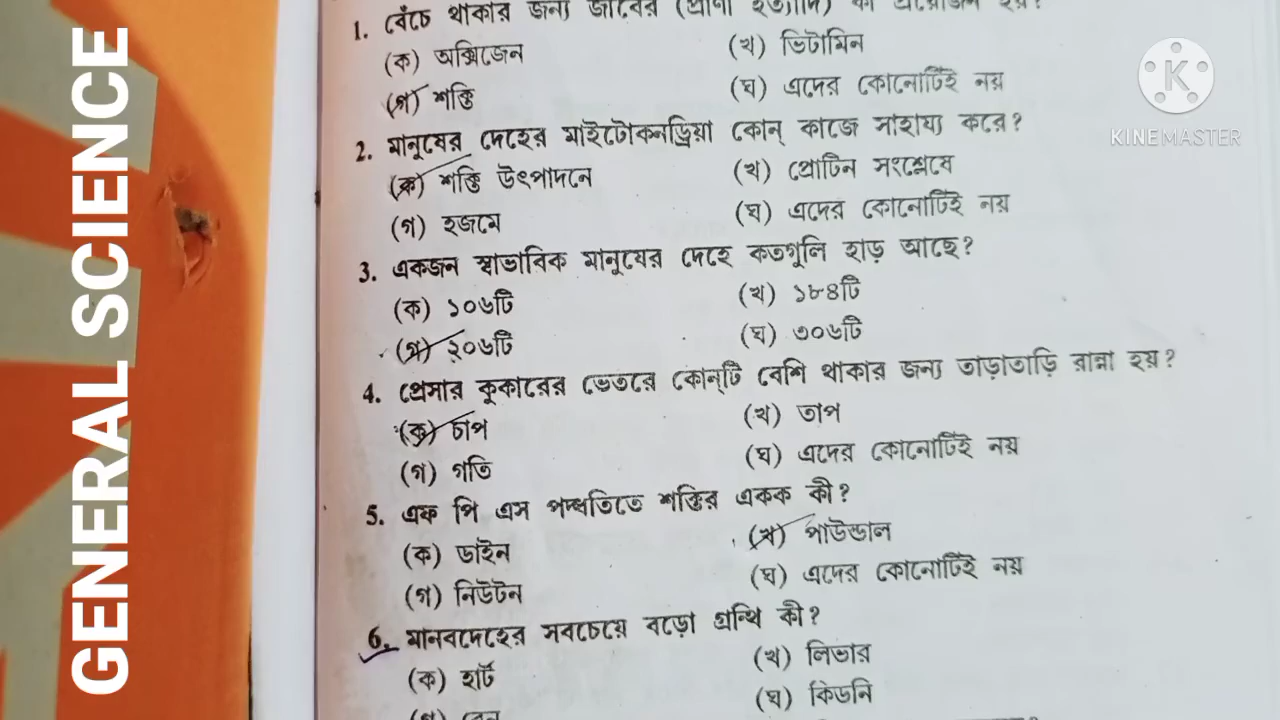 GENERAL SCIENCE
KINEMASTER
1. বেঁচে থাকার জন্য জীবের (প্রাণী ইত্যাদি) কী প্রয়োজন হয়?
(ক) অক্সিজেন (খ) ভিটামিন
(গ) শক্তি (ঘ) এদের কোনোটিই নয়
2. মানুষের দেহের মাইটোকনড্রিয়া কোন্ কাজে সাহায্য করে?
(ক) শক্তি উৎপাদনে (খ) প্রোটিন সংশ্লেষে
(গ) হজমে (ঘ) এদের কোনোটিই নয়
3. একজন স্বাভাবিক মানুষের দেহে কতগুলি হাড় আছে?
(ক) ১০৬টি (খ) ১৮৪টি
(গ) ২০৬টি (ঘ) ৩০৬টি
4. প্রেসার কুকারের ভেতরে কোন্‌টি বেশি থাকার জন্য তাড়াতাড়ি রান্না হয়?
(ক) চাপ (খ) তাপ
(গ) গতি (ঘ) এদের কোনোটিই নয়
5. এফ পি এস পদ্ধতিতে শক্তির একক কী?
(ক) ডাইন (খ) পাউন্ডাল
(গ) নিউটন (ঘ) এদের কোনোটিই নয়
6. মানবদেহের সবচেয়ে বড়ো গ্রন্থি কী?
(ক) হার্ট (খ) লিভার
(গ) ব্রেন (ঘ) কিডনি